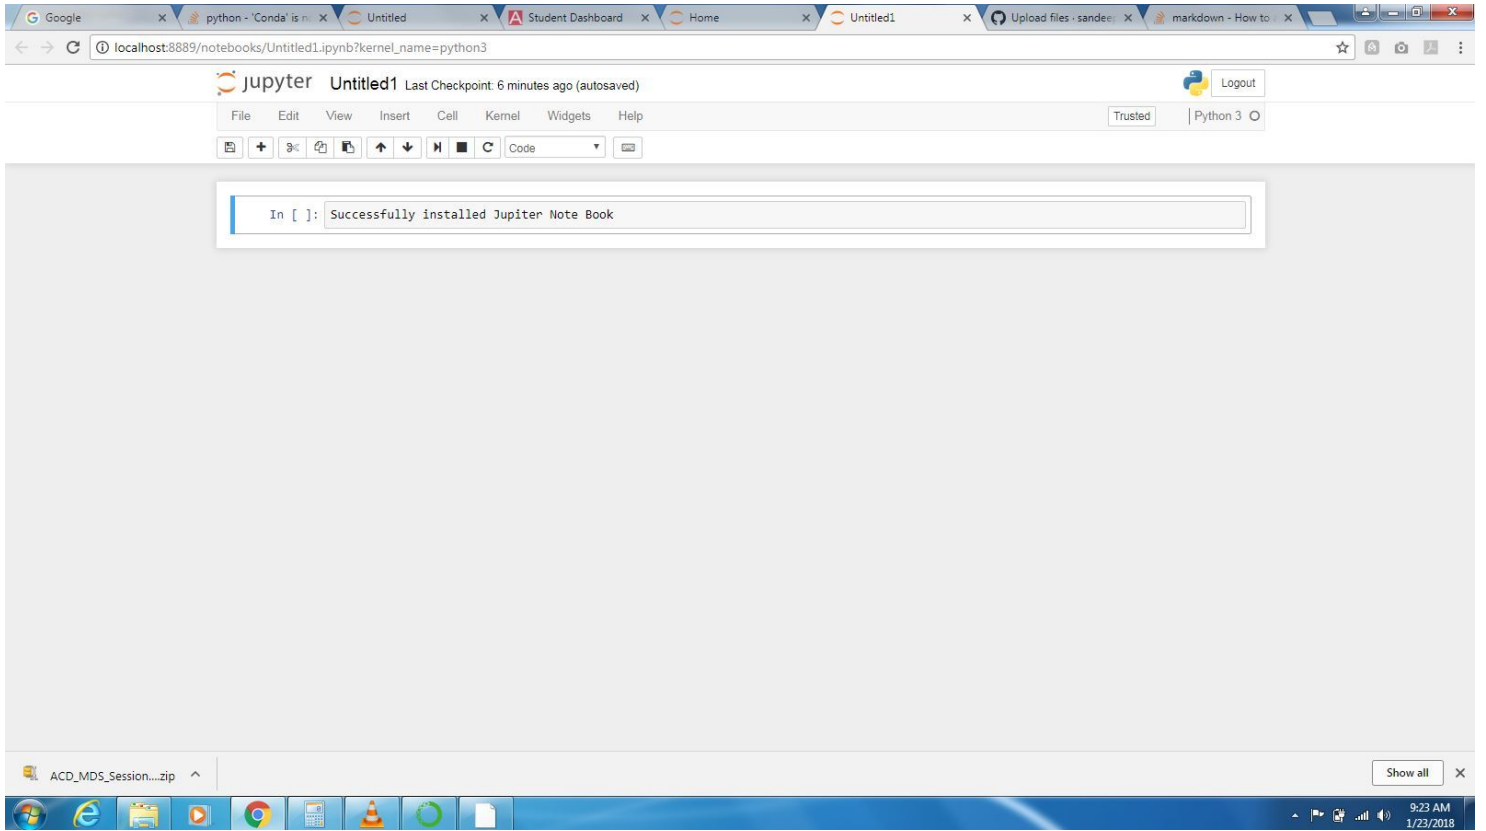 Google python - 'Conda' is n Untitled Student Dashboard Home Untitled1 Upload files · sandeep markdown - How to
localhost:8889/notebooks/Untitled1.ipynb?kernel_name=python3
jupyter Untitled1 Last Checkpoint: 6 minutes ago (autosaved) Logout
File Edit View Insert Cell Kernel Widgets Help Trusted Python 3
Code
In [ ]: Successfully installed Jupiter Note Book
ACD_MDS_Session....zip Show all
9:23 AM
1/23/2018